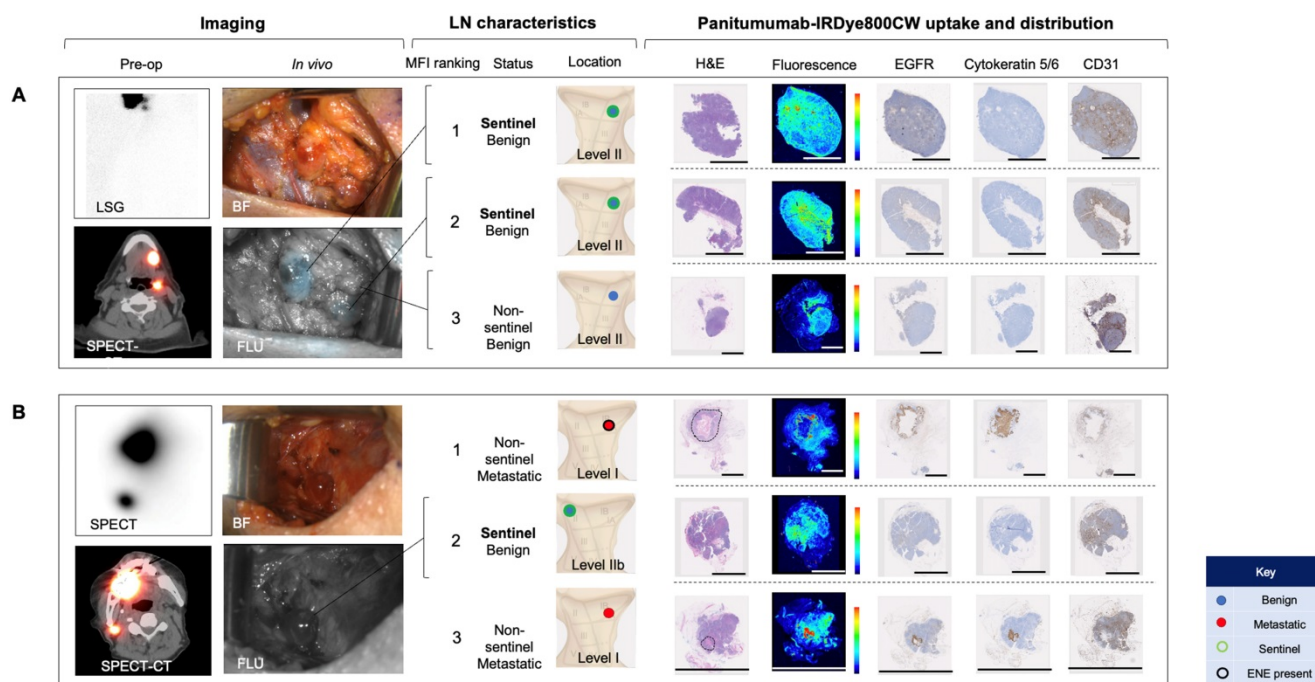 Imaging
LN characteristics
Panitumumab-IRDye800CW uptake and distribution
Pre-op
In vivo
MFI ranking
Status
Location
H&E
Fluorescence
EGFR
Cytokeratin 5/6
CD31
A
LSG
BF
SPECT-
FLU
1
Sentinel
Benign
Level II
2
Sentinel
Benign
Level II
3
Non-
sentinel
Benign
Level II
B
SPECT
BF
SPECT-CT
FLU
1
Non-
sentinel
Metastatic
Level I
2
Sentinel
Benign
Level IIb
3
Non-
sentinel
Metastatic
Level I
Key
Benign
Metastatic
Sentinel
ENE present